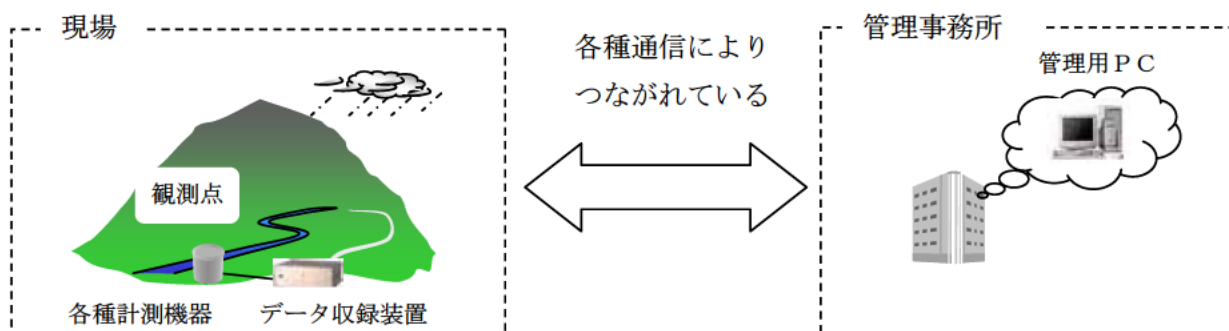 現場
各種通信により
つながれている
管理事務所
管理用ＰＣ
観測点
各種計測機器
データ収録装置